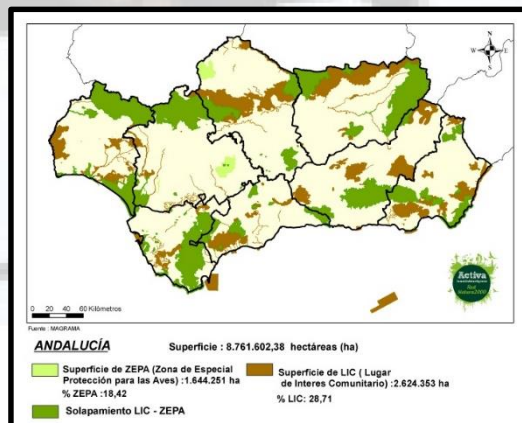 N
W E
S
Activa
Red
Natura2000
0 20 40 60 Kilómetros
Fuente : MAGRAMA
ANDALUCÍA Superficie : 8.761.602,38 hectáreas (ha)
Superficie de ZEPA (Zona de Especial
Protección para las Aves) :1.644.251 ha
% ZEPA :18,42
Superficie de LIC ( Lugar
de Interes Comunitario) :2.624.353 ha
% LIC: 28,71
Solapamiento LIC - ZEPA